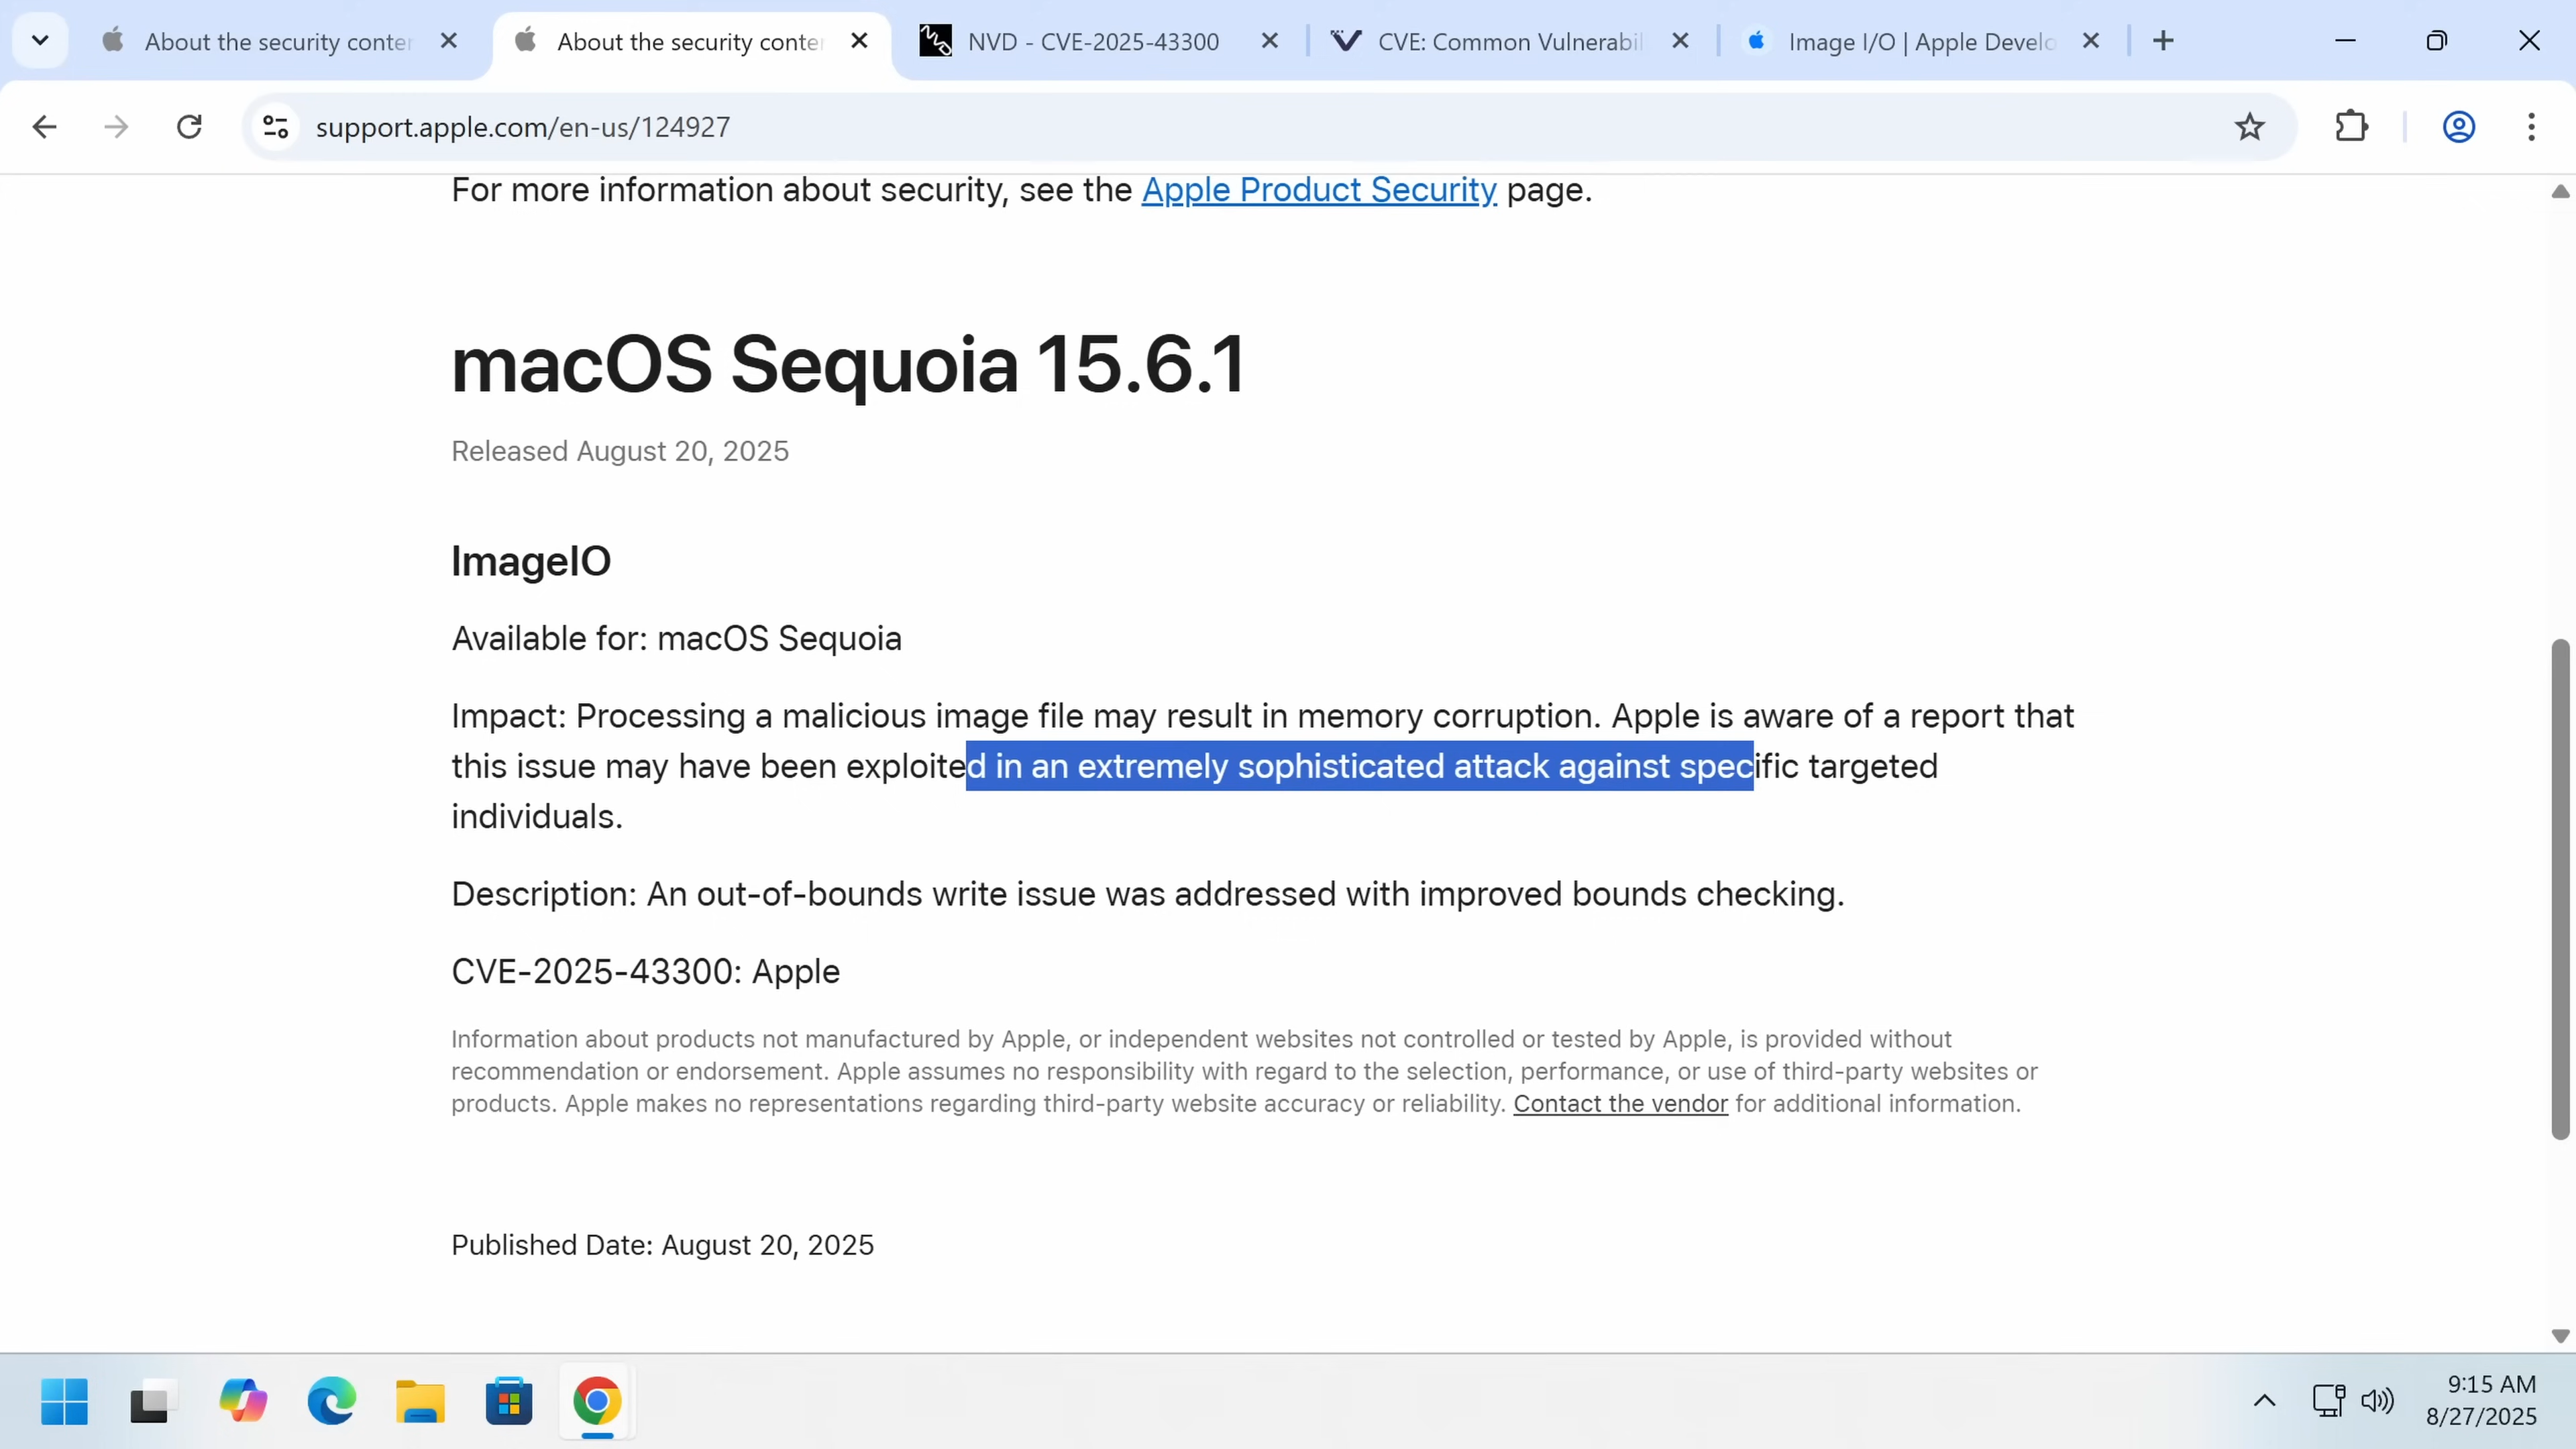 About the security conten
About the security conten
NVD - CVE-2025-43300
CVE: Common Vulnerabil
Image I/O | Apple Develo
support.apple.com/en-us/124927
For more information about security, see the Apple Product Security page.
macOS Sequoia 15.6.1
Released August 20, 2025
ImageIO
Available for: macOS Sequoia
Impact: Processing a malicious image file may result in memory corruption. Apple is aware of a report that
this issue may have been exploited in an extremely sophisticated attack against specific targeted
individuals.
Description: An out-of-bounds write issue was addressed with improved bounds checking.
CVE-2025-43300: Apple
Information about products not manufactured by Apple, or independent websites not controlled or tested by Apple, is provided without
recommendation or endorsement. Apple assumes no responsibility with regard to the selection, performance, or use of third-party websites or
products. Apple makes no representations regarding third-party website accuracy or reliability. Contact the vendor for additional information.
Published Date: August 20, 2025
9:15 AM
8/27/2025